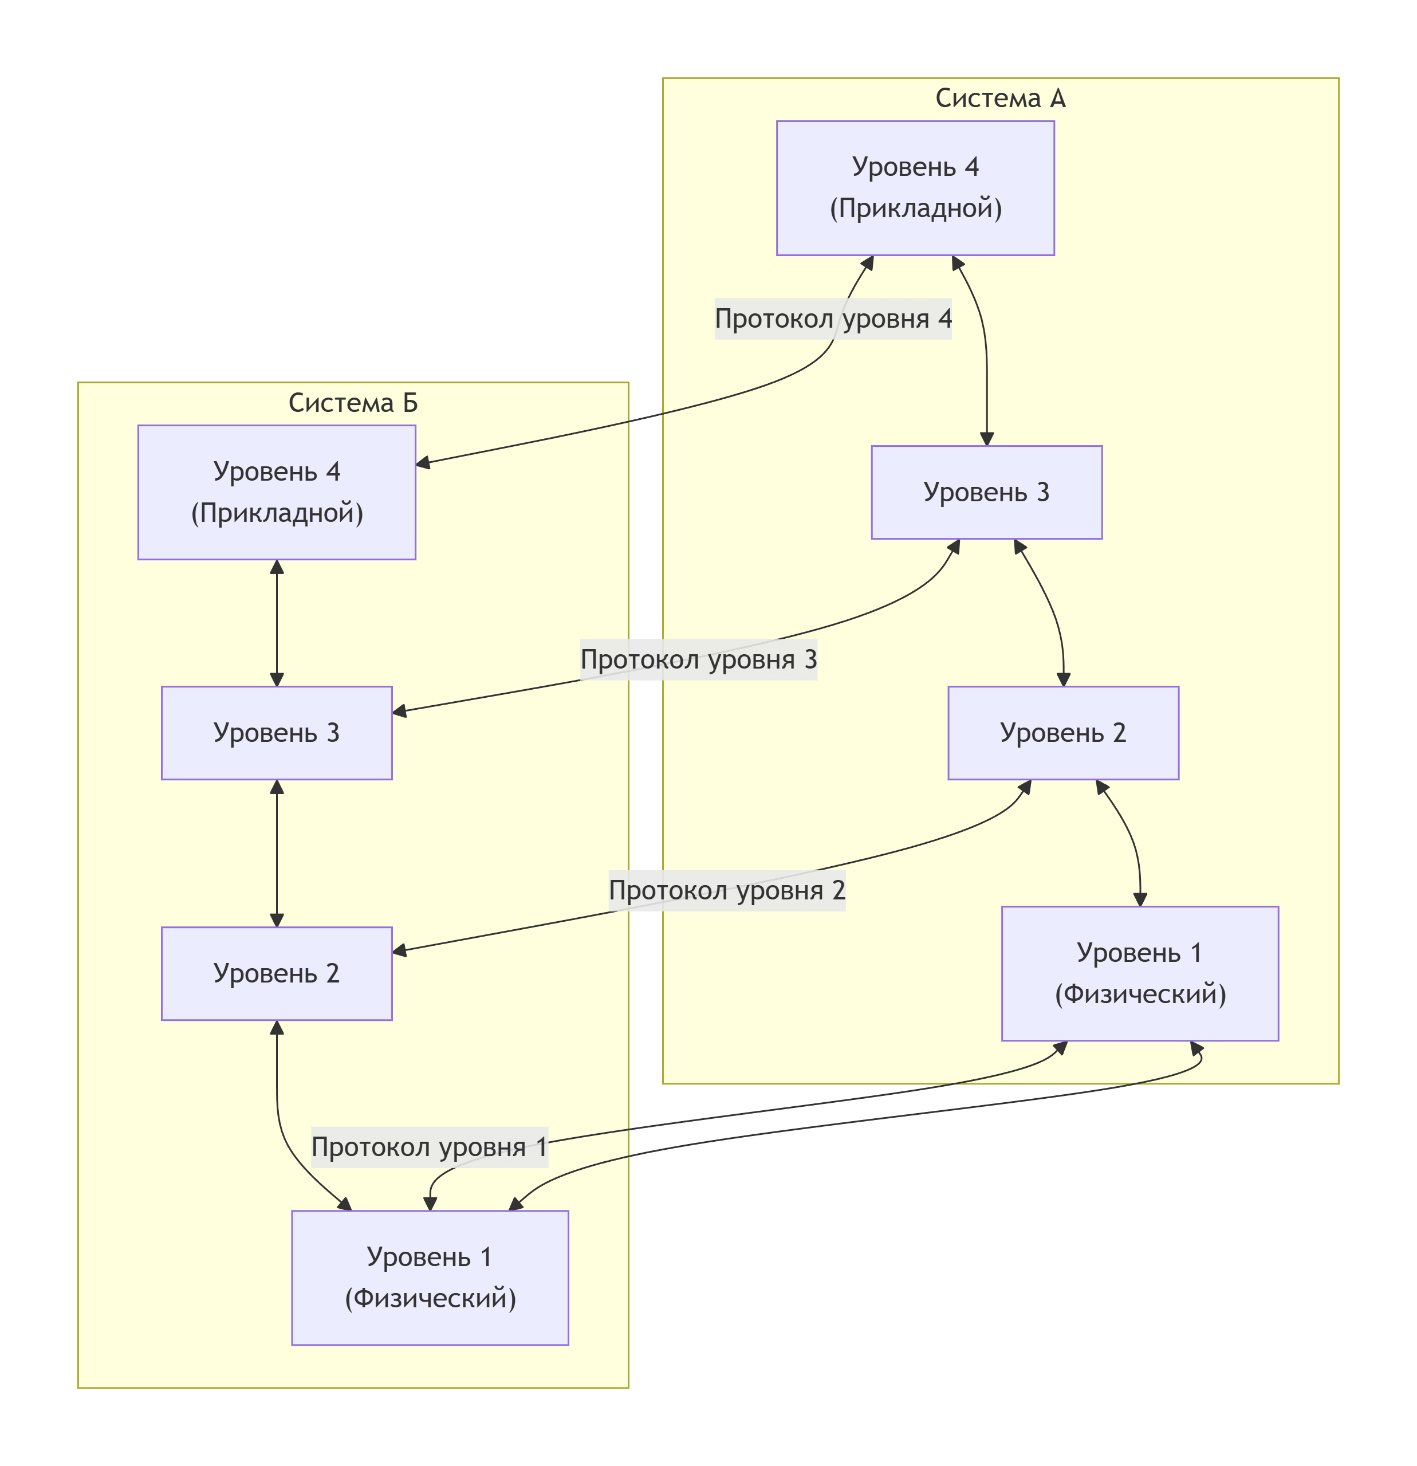 Система А
Уровень 4
(Прикладной)
Протокол уровня 4
Система Б
Уровень 4
(Прикладной)
Уровень 3
Протокол уровня 3
Уровень 3
Уровень 2
Протокол уровня 2
Уровень 2
Уровень 1
(Физический)
Протокол уровня 1
Уровень 1
(Физический)